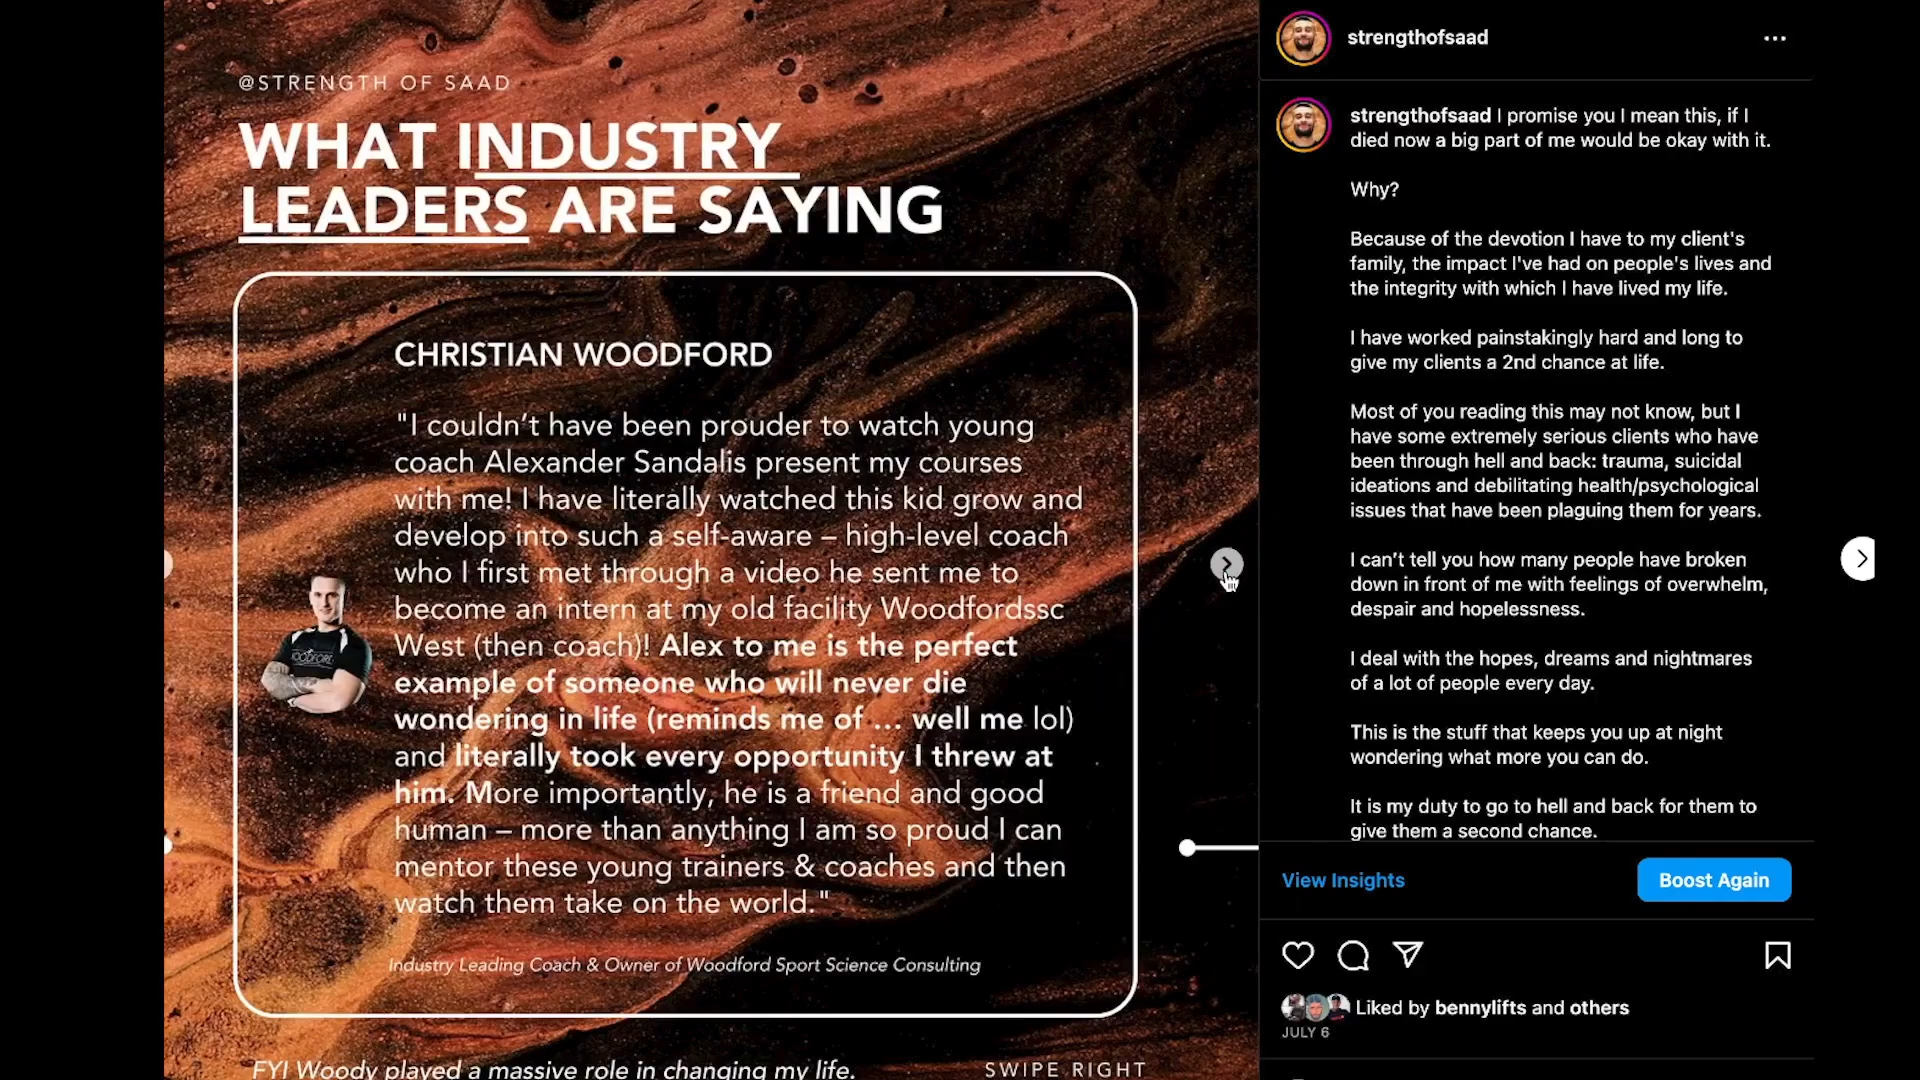 @STRENGTH OF SAAD
WHAT INDUSTRY
LEADERS ARE SAYING
CHRISTIAN WOODFORD
"I couldn't have been prouder to watch young
coach Alexander Sandalis present my courses
with me! I have literally watched this kid grow and
develop into such a self-aware – high-level coach
who I first met through a video he sent me to
become an intern at my old facility Woodfordssc
West (then coach)! Alex to me is the perfect
example of someone who will never die
wondering in life (reminds me of ... well me lol)
and literally took every opportunity I threw at
him. More importantly, he is a friend and good
human – more than anything I am so proud I can
mentor these young trainers & coaches and then
watch them take on the world."
Industry Leading Coach & Owner of Woodford Sport Science Consulting
FYI Woody played a massive role in changing my life.
SWIPE RIGHT
strengthofsaad
strengthofsaad I promise you I mean this, if I
died now a big part of me would be okay with it.
Why?
Because of the devotion I have to my client's
family, the impact I've had on people's lives and
the integrity with which I have lived my life.
I have worked painstakingly hard and long to
give my clients a 2nd chance at life.
Most of you reading this may not know, but I
have some extremely serious clients who have
been through hell and back: trauma, suicidal
ideations and debilitating health/psychological
issues that have been plaguing them for years.
I can't tell you how many people have broken
down in front of me with feelings of overwhelm,
despair and hopelessness.
I deal with the hopes, dreams and nightmares
of a lot of people every day.
This is the stuff that keeps you up at night
wondering what more you can do.
It is my duty to go to hell and back for them to
give them a second chance.
View Insights
Boost Again
Liked by bennylifts and others
JULY 6